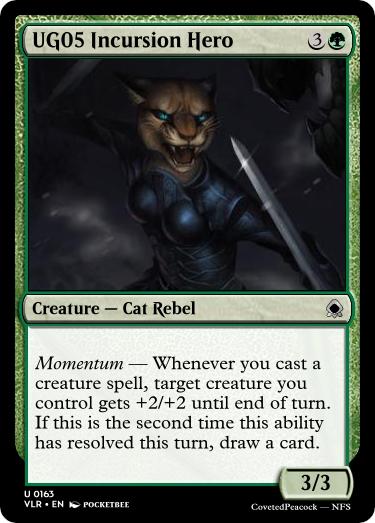 UG05 Incursion Hero 3
Creature — Cat Rebel
Momentum — Whenever you cast a
creature spell, target creature you
control gets +2/+2 until end of turn.
If this is the second time this ability
has resolved this turn, draw a card.
3/3
U 0163
VLR • EN POCKETBEE
CovetedPeacock — NFS